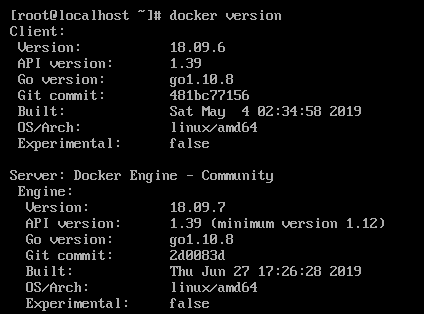 [root@localhost ~]# docker version
Client:
 Version:           18.09.6
 API version:       1.39
 Go version:        go1.10.8
 Git commit:        481bc77156
 Built:             Sat May  4 02:34:58 2019
 OS/Arch:           linux/amd64
 Experimental:      false

Server: Docker Engine - Community
 Engine:
  Version:          18.09.7
  API version:      1.39 (minimum version 1.12)
  Go version:       go1.10.8
  Git commit:       2d0083d
  Built:            Thu Jun 27 17:26:28 2019
  OS/Arch:          linux/amd64
  Experimental:     false